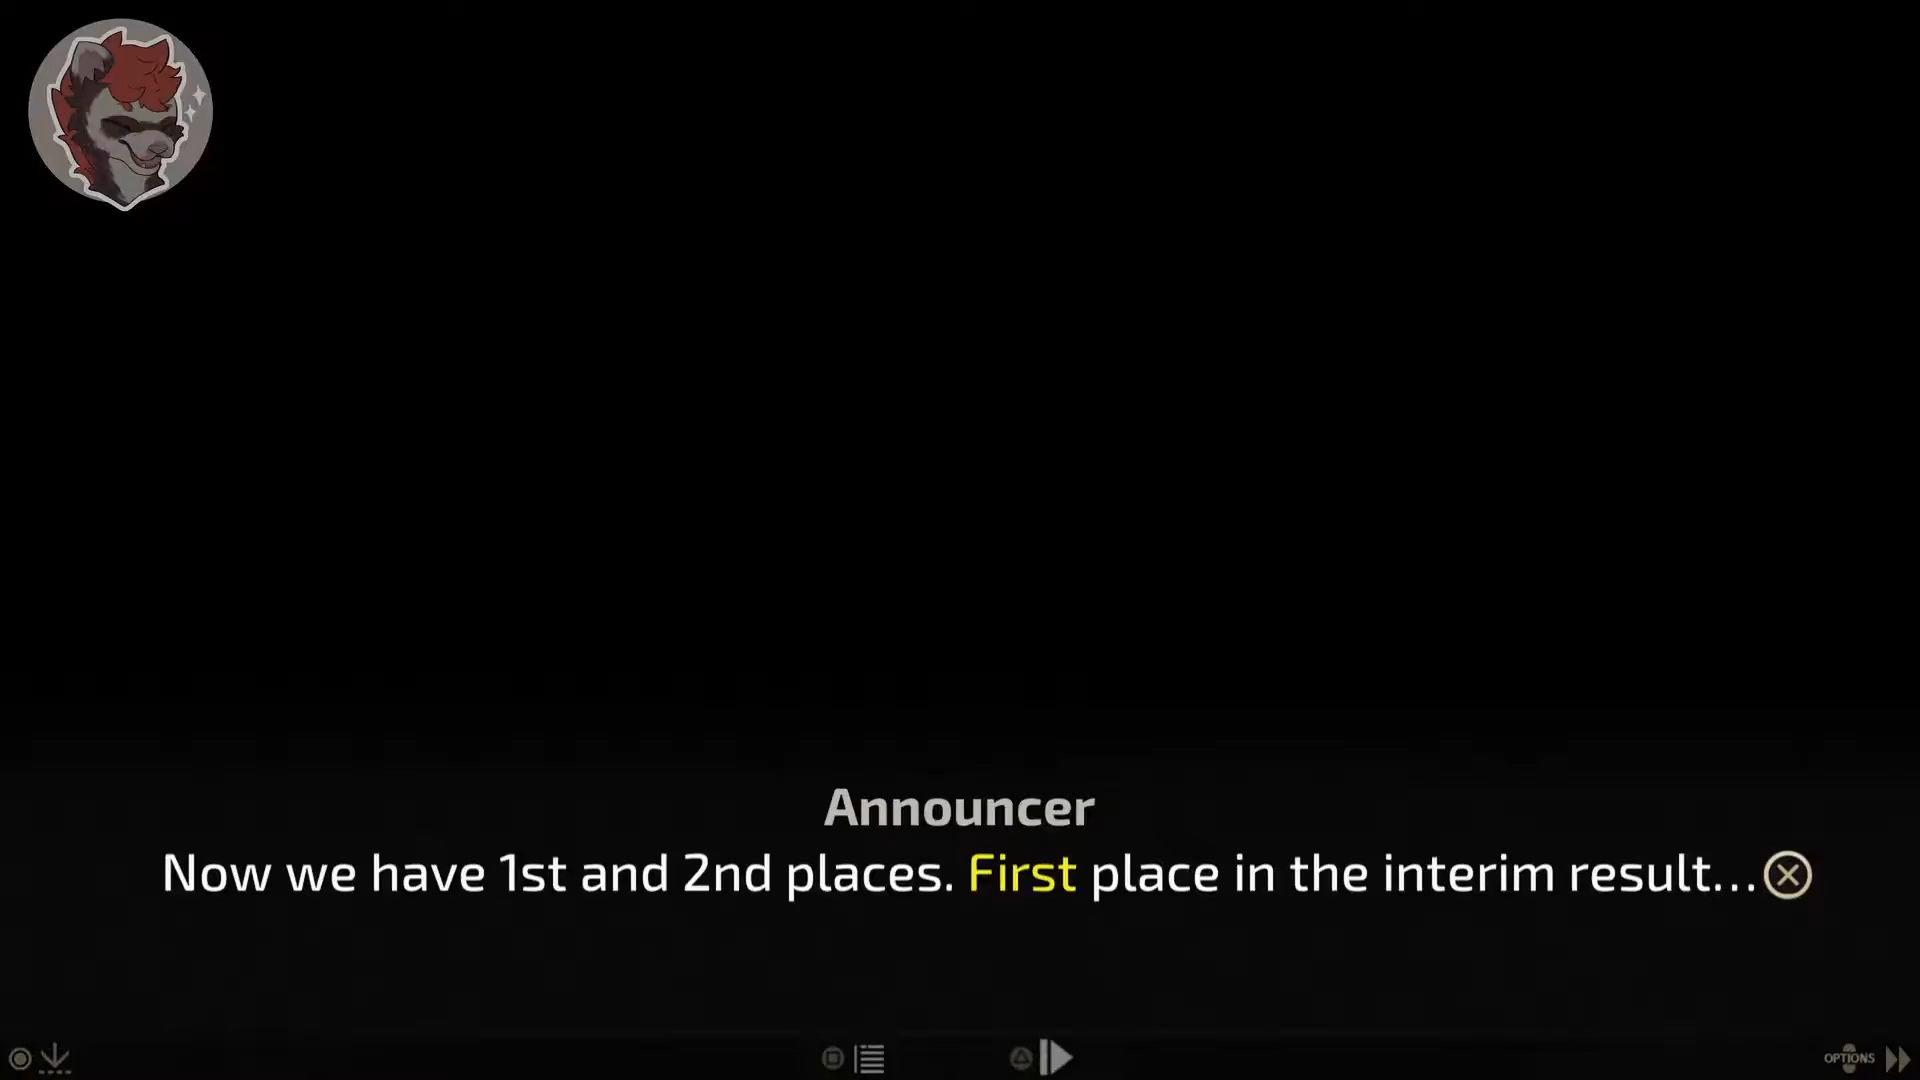 Announcer
Now we have 1st and 2nd places. First place in the interim result...
OPTIONS